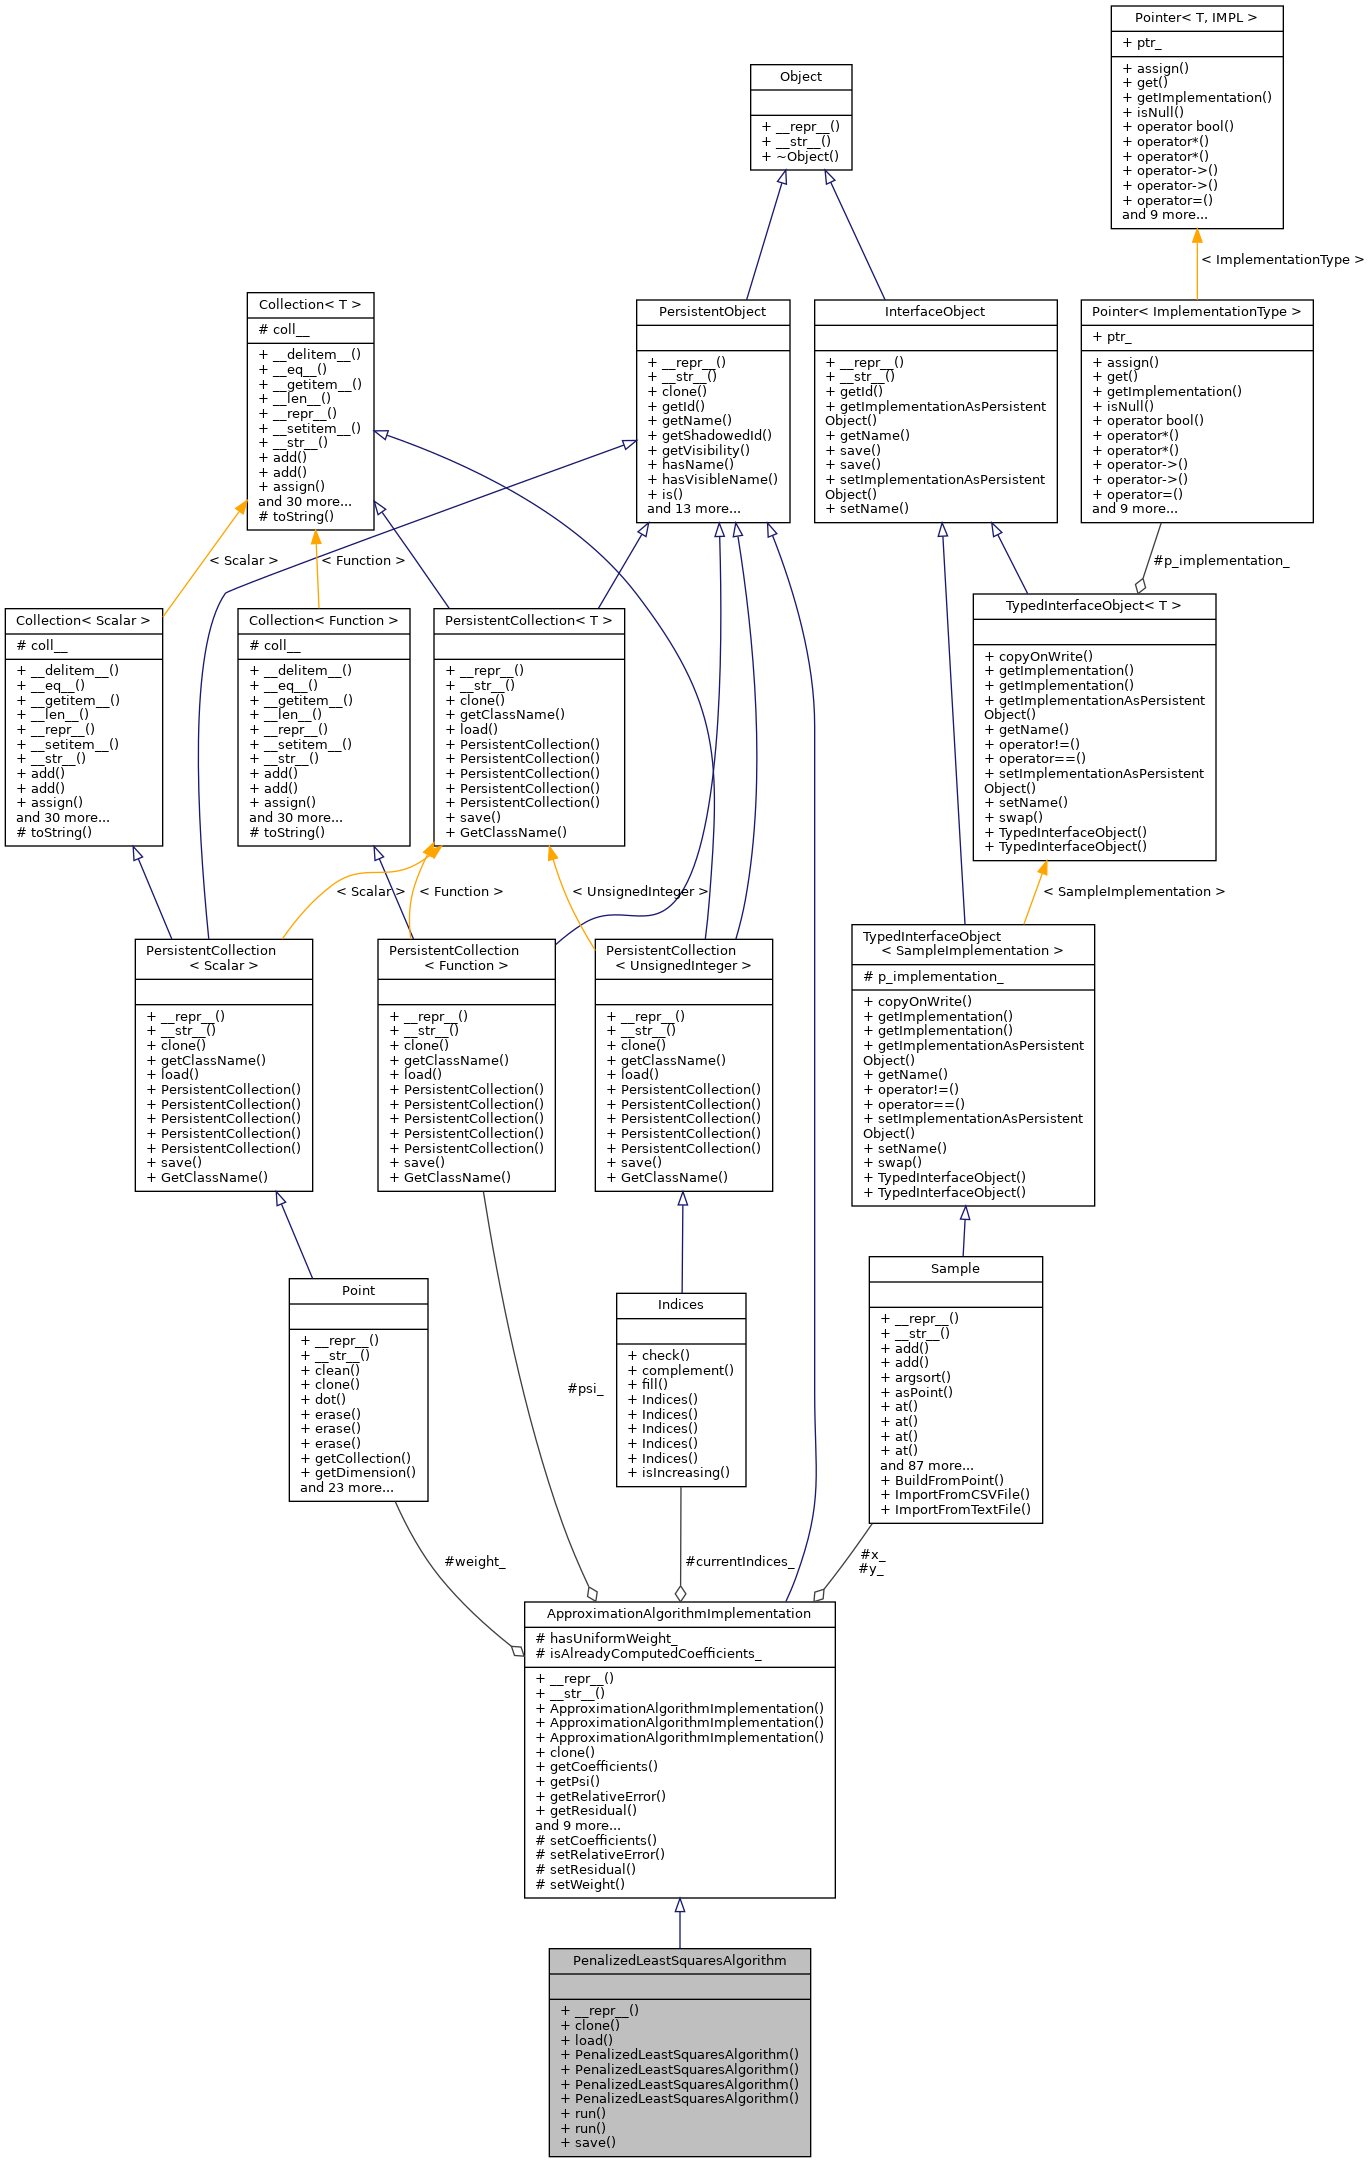 Pointer< T, IMPL >
+ ptr_
+ assign()
+ get()
+ getImplementation()
+ isNull()
+ operator bool()
+ operator*()
+ operator*()
+ operator->()
+ operator->()
+ operator=()
and 9 more...
Object
+ __repr__()
+ __str__()
+ ~Object()
< ImplementationType >
Collection< T >
# coll__
+ __delitem__()
+ __eq__()
+ __getitem__()
+ __len__()
+ __repr__()
+ __setitem__()
+ __str__()
+ add()
+ add()
+ assign()
and 30 more...
# toString()
PersistentObject
+ __repr__()
+ __str__()
+ clone()
+ getId()
+ getName()
+ getShadowedId()
+ getVisibility()
+ hasName()
+ hasVisibleName()
+ is()
and 13 more...
InterfaceObject
+ __repr__()
+ __str__()
+ getId()
+ getImplementationAsPersistent
Object()
+ getName()
+ save()
+ save()
+ setImplementationAsPersistent
Object()
+ setName()
Pointer< ImplementationType >
+ ptr_
+ assign()
+ get()
+ getImplementation()
+ isNull()
+ operator bool()
+ operator*()
+ operator*()
+ operator->()
+ operator->()
+ operator=()
and 9 more...
< Scalar >
< Function >
#p_implementation_
Collection< Scalar >
# coll__
+ __delitem__()
+ __eq__()
+ __getitem__()
+ __len__()
+ __repr__()
+ __setitem__()
+ __str__()
+ add()
+ add()
+ assign()
and 30 more...
# toString()
Collection< Function >
# coll__
+ __delitem__()
+ __eq__()
+ __getitem__()
+ __len__()
+ __repr__()
+ __setitem__()
+ __str__()
+ add()
+ add()
+ assign()
and 30 more...
# toString()
PersistentCollection< T >
+ __repr__()
+ __str__()
+ clone()
+ getClassName()
+ load()
+ PersistentCollection()
+ PersistentCollection()
+ PersistentCollection()
+ PersistentCollection()
+ PersistentCollection()
+ save()
+ GetClassName()
TypedInterfaceObject< T >
+ copyOnWrite()
+ getImplementation()
+ getImplementation()
+ getImplementationAsPersistent
Object()
+ getName()
+ operator!=()
+ operator==()
+ setImplementationAsPersistent
Object()
+ setName()
+ swap()
+ TypedInterfaceObject()
+ TypedInterfaceObject()
< Scalar >
< Function >
< UnsignedInteger >
< SampleImplementation >
PersistentCollection
< Scalar >
+ __repr__()
+ __str__()
+ clone()
+ getClassName()
+ load()
+ PersistentCollection()
+ PersistentCollection()
+ PersistentCollection()
+ PersistentCollection()
+ PersistentCollection()
+ save()
+ GetClassName()
PersistentCollection
< Function >
+ __repr__()
+ __str__()
+ clone()
+ getClassName()
+ load()
+ PersistentCollection()
+ PersistentCollection()
+ PersistentCollection()
+ PersistentCollection()
+ PersistentCollection()
+ save()
+ GetClassName()
PersistentCollection
< UnsignedInteger >
+ __repr__()
+ __str__()
+ clone()
+ getClassName()
+ load()
+ PersistentCollection()
+ PersistentCollection()
+ PersistentCollection()
+ PersistentCollection()
+ PersistentCollection()
+ save()
+ GetClassName()
TypedInterfaceObject
< SampleImplementation >
# p_implementation_
+ copyOnWrite()
+ getImplementation()
+ getImplementation()
+ getImplementationAsPersistent
Object()
+ getName()
+ operator!=()
+ operator==()
+ setImplementationAsPersistent
Object()
+ setName()
+ swap()
+ TypedInterfaceObject()
+ TypedInterfaceObject()
Point
+ __repr__()
+ __str__()
+ clean()
+ clone()
+ dot()
+ erase()
+ erase()
+ erase()
+ getCollection()
+ getDimension()
and 23 more...
#psi_
Indices
+ check()
+ complement()
+ fill()
+ Indices()
+ Indices()
+ Indices()
+ Indices()
+ Indices()
+ isIncreasing()
Sample
+ __repr__()
+ __str__()
+ add()
+ add()
+ argsort()
+ asPoint()
+ at()
+ at()
+ at()
+ at()
and 87 more...
+ BuildFromPoint()
+ ImportFromCSVFile()
+ ImportFromTextFile()
#weight_
#currentIndices_
#x_
#y_
ApproximationAlgorithmImplementation
# hasUniformWeight_
# isAlreadyComputedCoefficients_
+ __repr__()
+ __str__()
+ ApproximationAlgorithmImplementation()
+ ApproximationAlgorithmImplementation()
+ ApproximationAlgorithmImplementation()
+ clone()
+ getCoefficients()
+ getPsi()
+ getRelativeError()
+ getResidual()
and 9 more...
# setCoefficients()
# setRelativeError()
# setResidual()
# setWeight()
PenalizedLeastSquaresAlgorithm
+ __repr__()
+ clone()
+ load()
+ PenalizedLeastSquaresAlgorithm()
+ PenalizedLeastSquaresAlgorithm()
+ PenalizedLeastSquaresAlgorithm()
+ PenalizedLeastSquaresAlgorithm()
+ run()
+ run()
+ save()